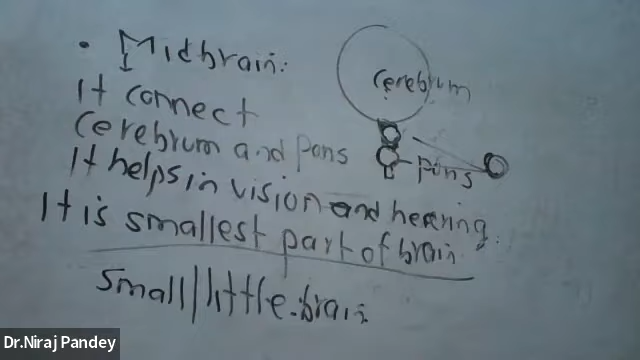 • Midbrain:
It connect
Cerebrum and Pons
It helps in vision and hearing.
It is smallest part of brain
small/little.brain
Cerebrum
pons
Dr.Niraj Pandey